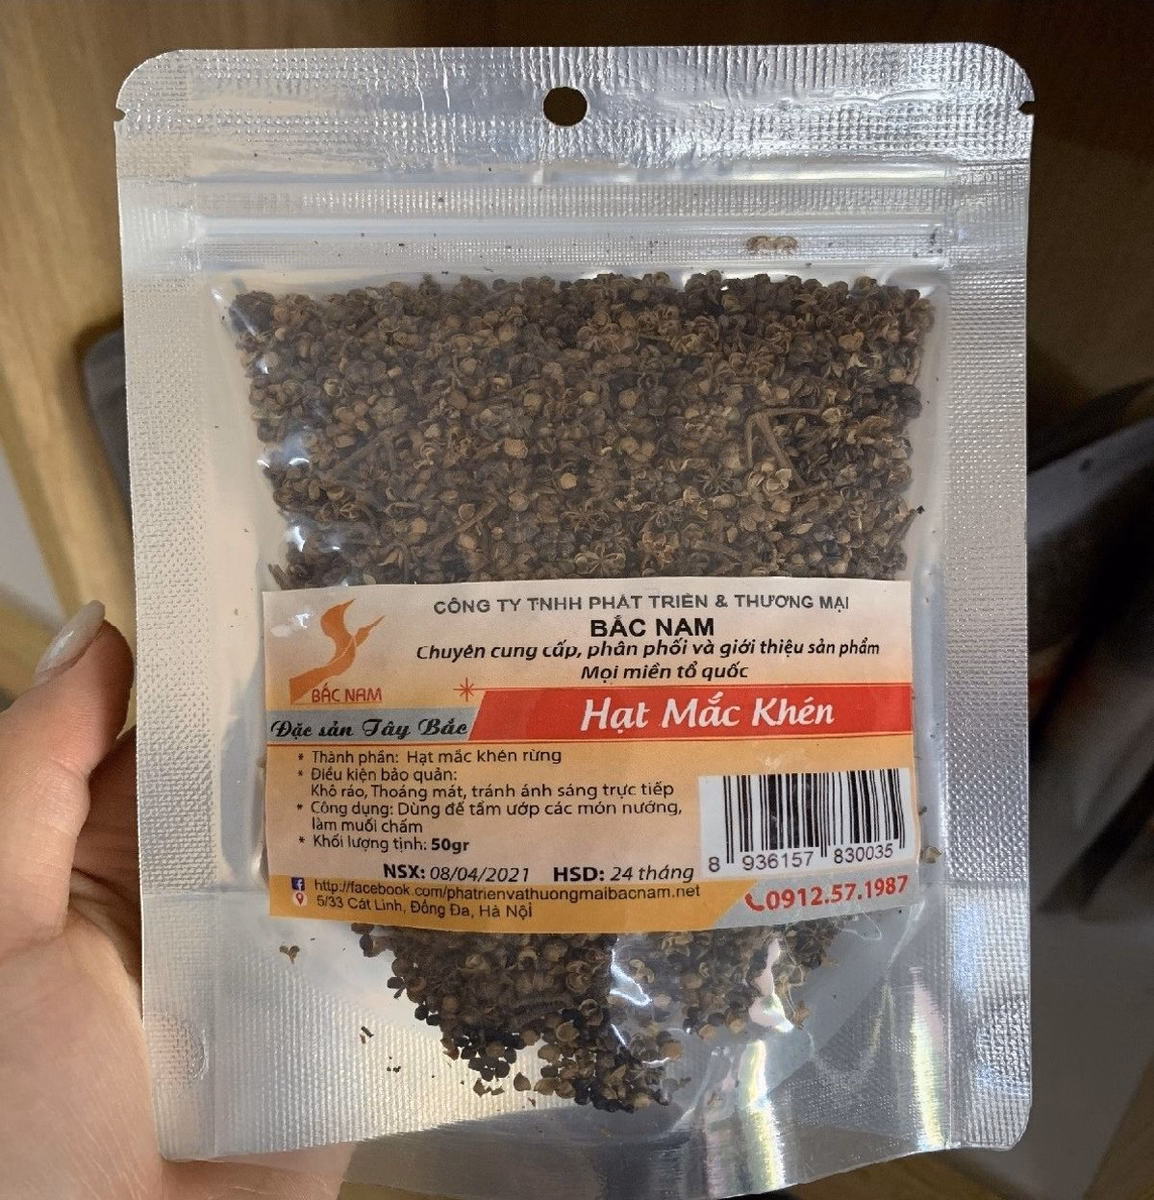 CÔNG TY TNHH PHÁT TRIỂN & THƯƠNG MẠI
BẮC NAM
Chuyên cung cấp, phân phối và giới thiệu sản phẩm
Mọi miền tổ quốc
BẮC NAM
Đặc sản Tây Bắc
Hạt Mắc Khén
* Thành phần: Hạt mắc khén rừng
* Điều kiện bảo quản:
Khô ráo, Thoáng mát, tránh ánh sáng trực tiếp
* Công dụng: Dùng để tẩm ướp các món nướng,
làm muối chấm
* Khối lượng tịnh: 50gr
NSX: 08/04/2021 HSD: 24 tháng
8 936157 830035
http://facebook.com/phatrienvathuongmaibacnam.net
5/33 Cát Linh, Đống Đa, Hà Nội
0912.57.1987